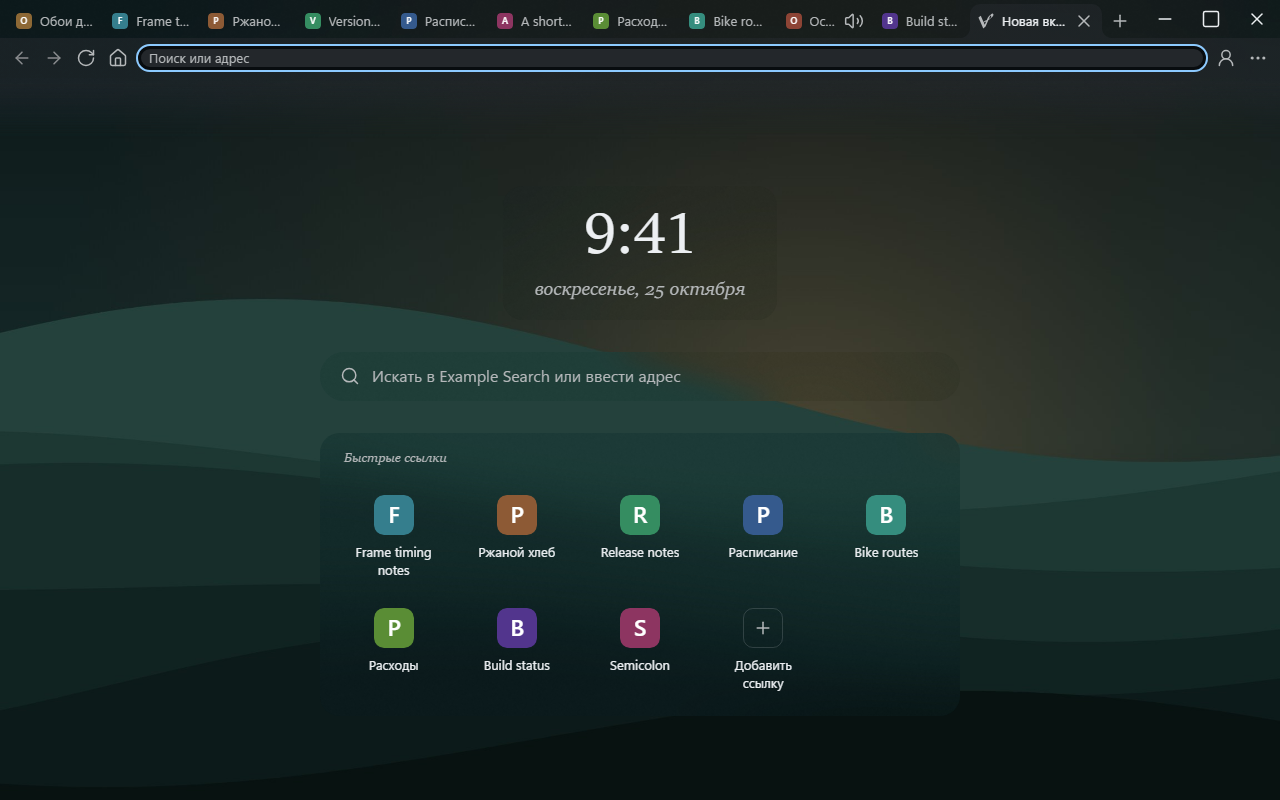 О Обои д...
F Frame t...
Р Ржано...
V Version...
Р Распис...
A A short...
Р Расход...
B Bike ro...
О Ос...
B Build st...
Новая вк...
Поиск или адрес
9:41
воскресенье, 25 октября
Искать в Example Search или ввести адрес
Быстрые ссылки
F
Р
R
Р
B
Frame timing
notes
Ржаной хлеб
Release notes
Расписание
Bike routes
Р
B
S
Расходы
Build status
Semicolon
Добавить
ссылку